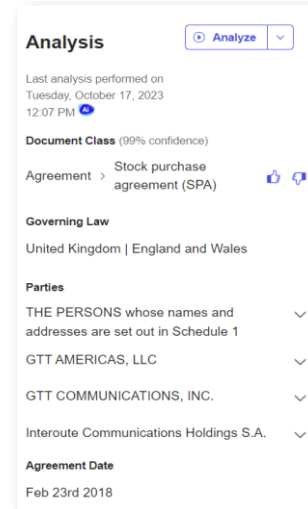 Analysis
Analyze
Last analysis performed on
Tuesday, October 17, 2023
12:07 PM AI
Document Class (99% confidence)
Agreement > Stock purchase
agreement (SPA)
Governing Law
United Kingdom | England and Wales
Parties
THE PERSONS whose names and
addresses are set out in Schedule 1
GTT AMERICAS, LLC
GTT COMMUNICATIONS, INC.
Interoute Communications Holdings S.A.
Agreement Date
Feb 23rd 2018